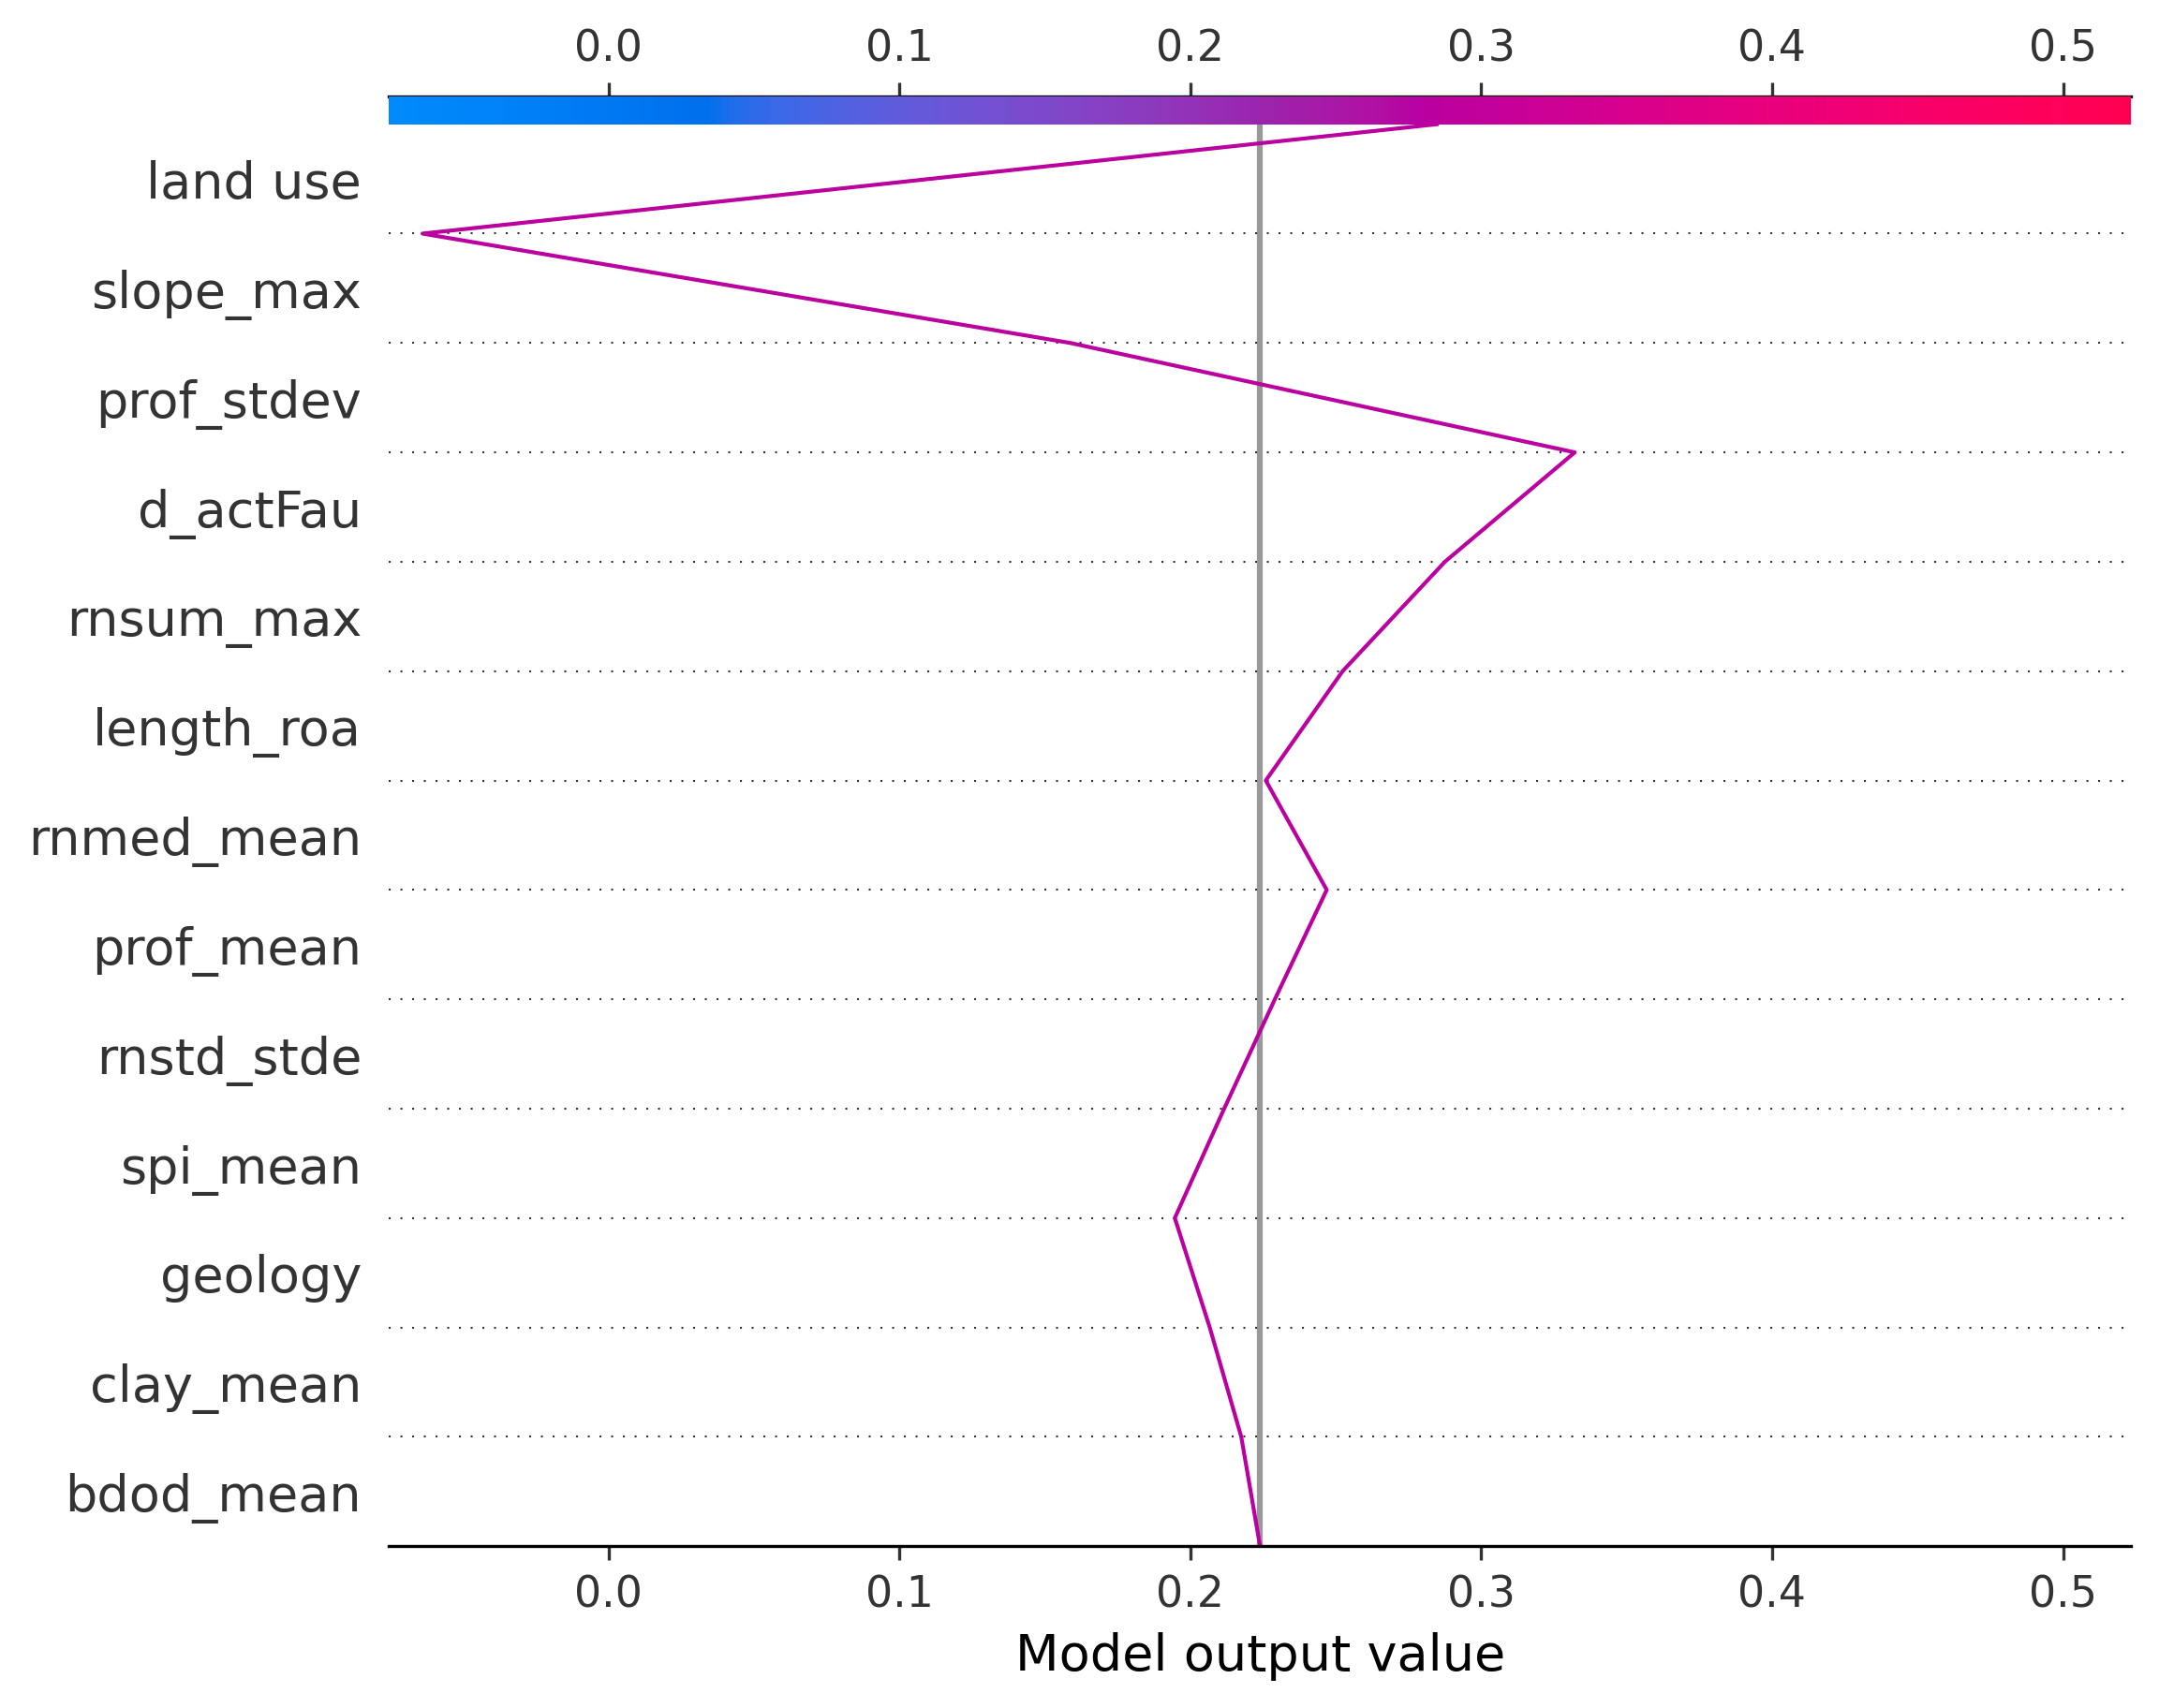 0.0 0.1 0.2 0.3 0.4 0.5
land use
slope_max
prof_stdev
d_actFau
rnsum_max
length_roa
rnmed_mean
prof_mean
rnstd_stde
spi_mean
geology
clay_mean
bdod_mean
0.0 0.1 0.2 0.3 0.4 0.5
Model output value